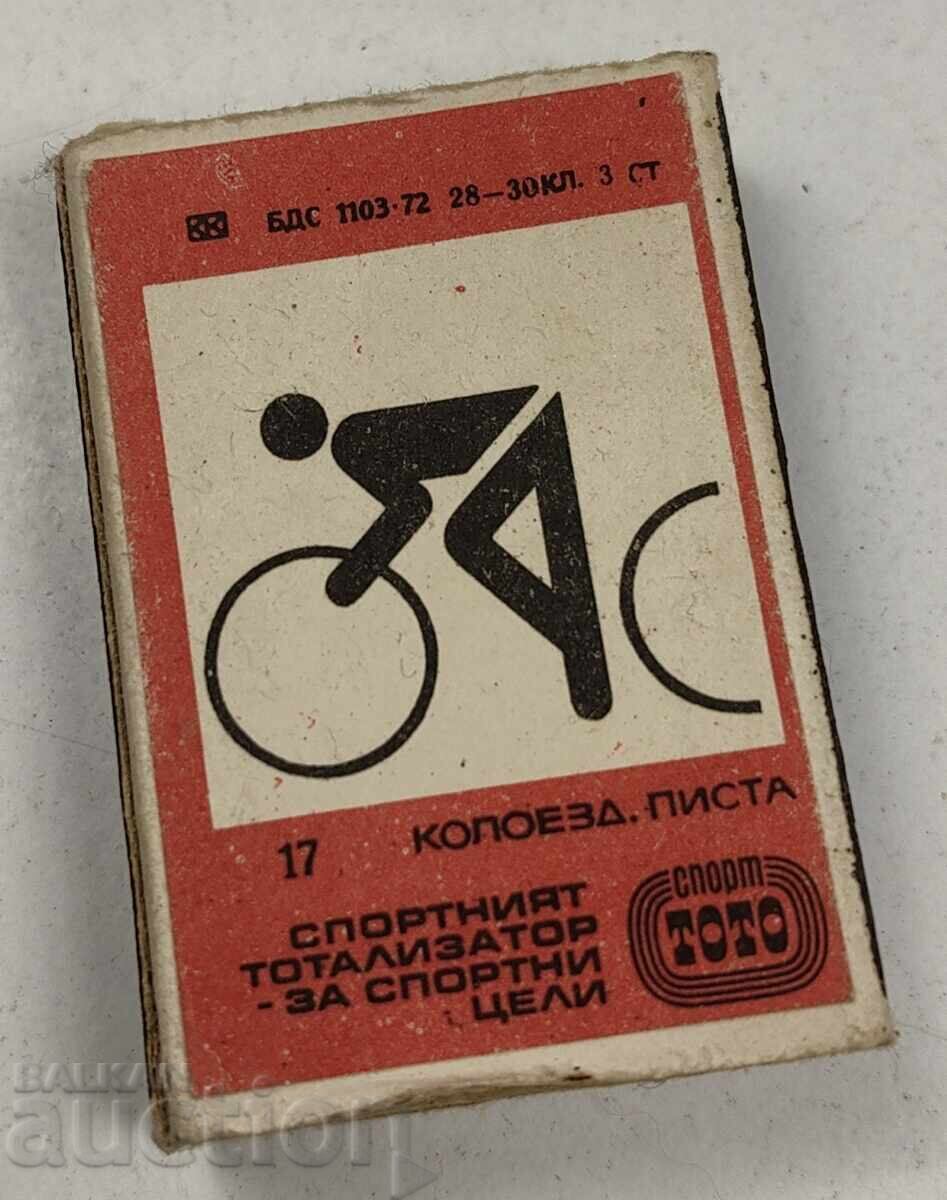 БДС 1103·72 28–30КЛ. 3 СТ
17 КОЛОЕЗД. ПИСТА
СПОРТНИЯТ
ТОТАЛИЗАТОР
- ЗА СПОРТНИ
ЦЕЛИ
спорт
ТОТО
BALKAN
auction